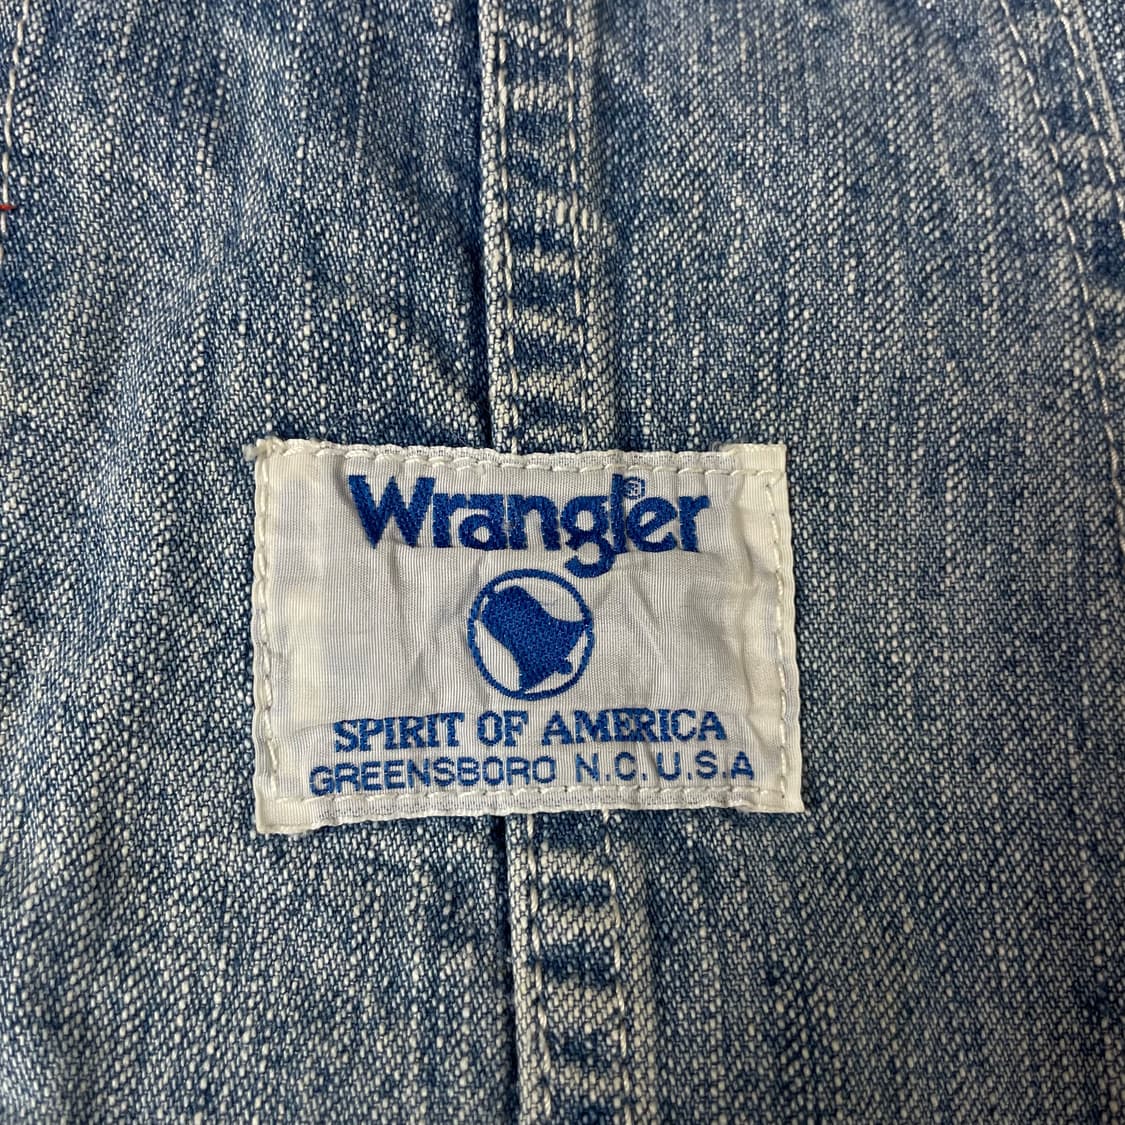 Wrangler®
SPIRIT OF AMERICA
GREENSBORO N.C.U.S.A